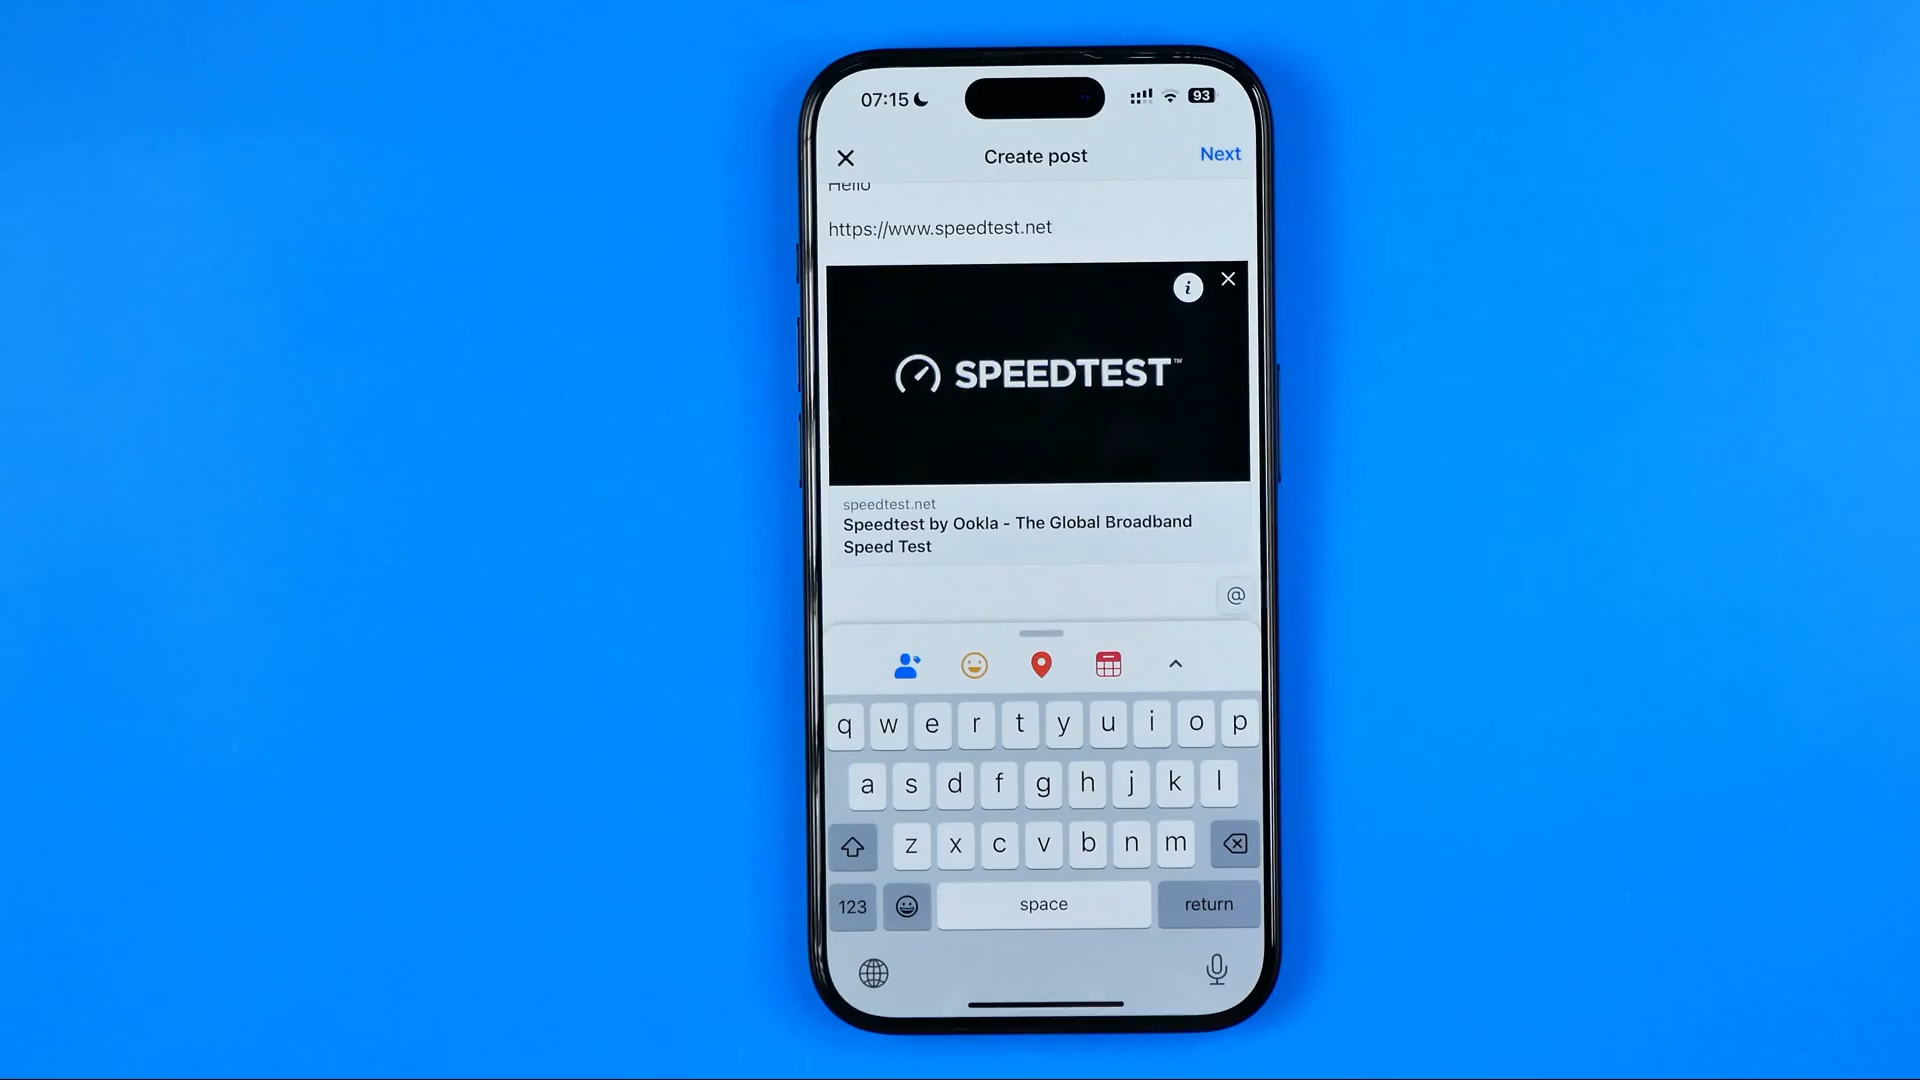 07:15
93
Create post
Next
Hello
https://www.speedtest.net
i
SPEEDTEST™
speedtest.net
Speedtest by Ookla - The Global Broadband
Speed Test
@
q w e r t y u i o p
a s d f g h j k l
z x c v b n m
123
space
return